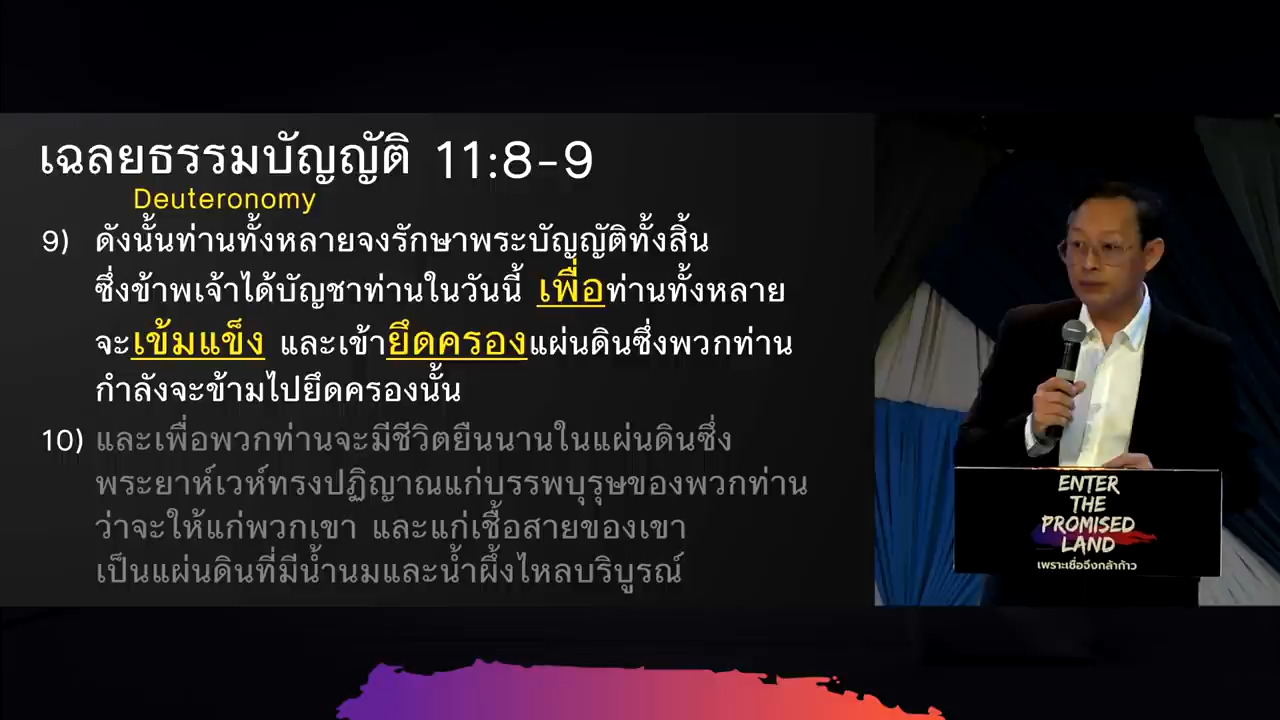 เฉลยธรรมบัญญัติ 11:8-9
Deuteronomy
9) ดังนั้นท่านทั้งหลายจงรักษาพระบัญญัติทั้งสิ้น
ซึ่งข้าพเจ้าได้บัญชาท่านในวันนี้ เพื่อท่านทั้งหลาย
จะเข้มแข็ง และเข้ายึดครองแผ่นดินซึ่งพวกท่าน
กำลังจะข้ามไปยึดครองนั้น
10) และเพื่อพวกท่านจะมีชีวิตยืนนานในแผ่นดินซึ่ง
พระยาห์เวห์ทรงปฏิญาณแก่บรรพบุรุษของพวกท่าน
ว่าจะให้แก่พวกเขา และแก่เชื้อสายของเขา
เป็นแผ่นดินที่มีน้ำนมและน้ำผึ้งไหลบริบูรณ์
ENTER
THE
PROMISED
LAND
เพราะเชื่อจึงกล้าก้าว